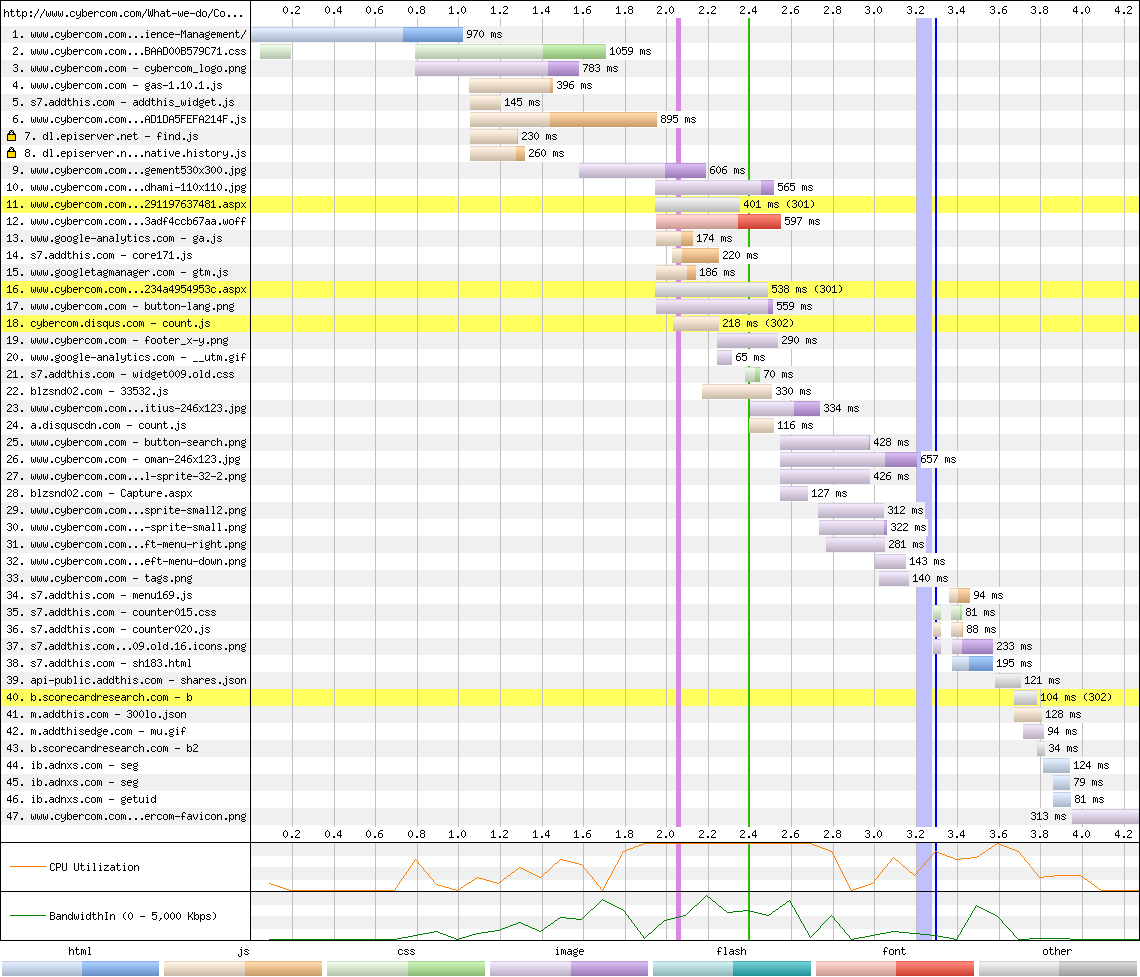 http://www.cybercom.com/What-we-do/Co... 0.2 0.4 0.6 0.8 1.0 1.2 1.4 1.6 1.8 2.0 2.2 2.4 2.6 2.8 3.0 3.2 3.4 3.6 3.8 4.0 4.2
1. www.cybercom.com...ience-Management/ 970 ms
2. www.cybercom.com...BAAD00B579C71.css 1059 ms
3. www.cybercom.com - cybercom_logo.png 783 ms
4. www.cybercom.com - gas-1.10.1.js 396 ms
5. s7.addthis.com - addthis_widget.js 145 ms
6. www.cybercom.com...AD1DA5FEFA214F.js 895 ms
7. dl.episerver.net - find.js 230 ms
8. dl.episerver.n...native.history.js 260 ms
9. www.cybercom.com...gement530x300.jpg 606 ms
10. www.cybercom.com...dhami-110x110.jpg 565 ms
11. www.cybercom.com...291197637481.aspx 401 ms (301)
12. www.cybercom.com...3adf4ccb67aa.woff 597 ms
13. www.google-analytics.com - ga.js 174 ms
14. s7.addthis.com - core171.js 220 ms
15. www.googletagmanager.com - gtm.js 186 ms
16. www.cybercom.com...234a4954953c.aspx 538 ms (301)
17. www.cybercom.com - button-lang.png 559 ms
18. cybercom.disqus.com - count.js 218 ms (302)
19. www.cybercom.com - footer_x-y.png 290 ms
20. www.google-analytics.com - __utm.gif 65 ms
21. s7.addthis.com - widget009.old.css 70 ms
22. blzsnd02.com - 33532.js 330 ms
23. www.cybercom.com...itius-246x123.jpg 334 ms
24. a.disquscdn.com - count.js 116 ms
25. www.cybercom.com - button-search.png 428 ms
26. www.cybercom.com - oman-246x123.jpg 657 ms
27. www.cybercom.com...l-sprite-32-2.png 426 ms
28. blzsnd02.com - Capture.aspx 127 ms
29. www.cybercom.com...sprite-small2.png 312 ms
30. www.cybercom.com...-sprite-small.png 322 ms
31. www.cybercom.com...ft-menu-right.png 281 ms
32. www.cybercom.com...eft-menu-down.png 143 ms
33. www.cybercom.com - tags.png 140 ms
34. s7.addthis.com - menu169.js 94 ms
35. s7.addthis.com - counter015.css 81 ms
36. s7.addthis.com - counter020.js 88 ms
37. s7.addthis.com...09.old.16.icons.png 233 ms
38. s7.addthis.com - sh183.html 195 ms
39. api-public.addthis.com - shares.json 121 ms
40. b.scorecardresearch.com - b 104 ms (302)
41. m.addthis.com - 300lo.json 128 ms
42. m.addthisedge.com - mu.gif 94 ms
43. b.scorecardresearch.com - b2 34 ms
44. ib.adnxs.com - seg 124 ms
45. ib.adnxs.com - seg 79 ms
46. ib.adnxs.com - getuid 81 ms
47. www.cybercom.com...ercom-favicon.png 313 ms
0.2 0.4 0.6 0.8 1.0 1.2 1.4 1.6 1.8 2.0 2.2 2.4 2.6 2.8 3.0 3.2 3.4 3.6 3.8 4.0 4.2
CPU Utilization
BandwidthIn (0 - 5,000 Kbps)
html js css image flash font other